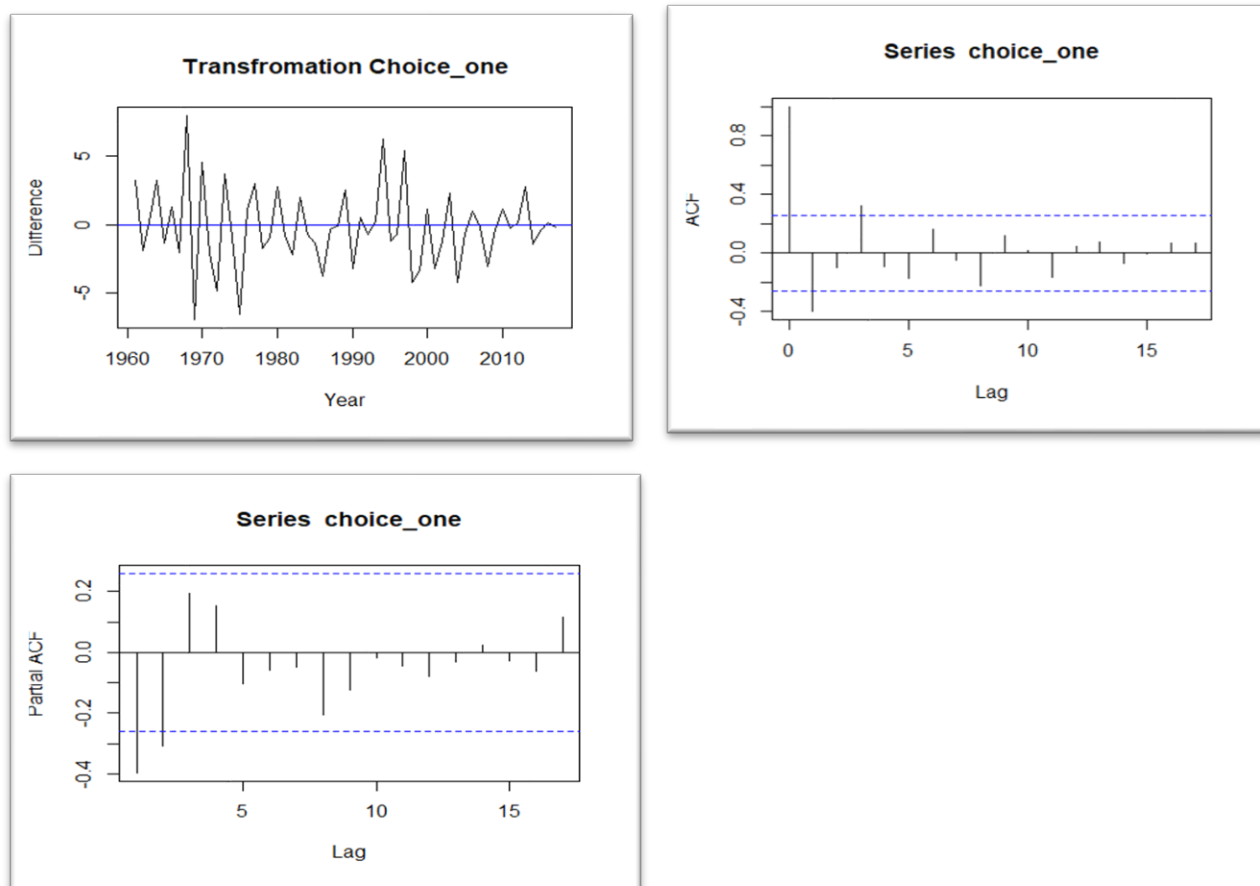 Transfromation Choice_one
Difference
5
0
-5
1960 1970 1980 1990 2000 2010
Year
Series choice_one
ACF
0.8
0.4
0.0
-0.4
0 5 10 15
Lag
Series choice_one
Partial ACF
0.2
0.0
-0.2
-0.4
5 10 15
Lag